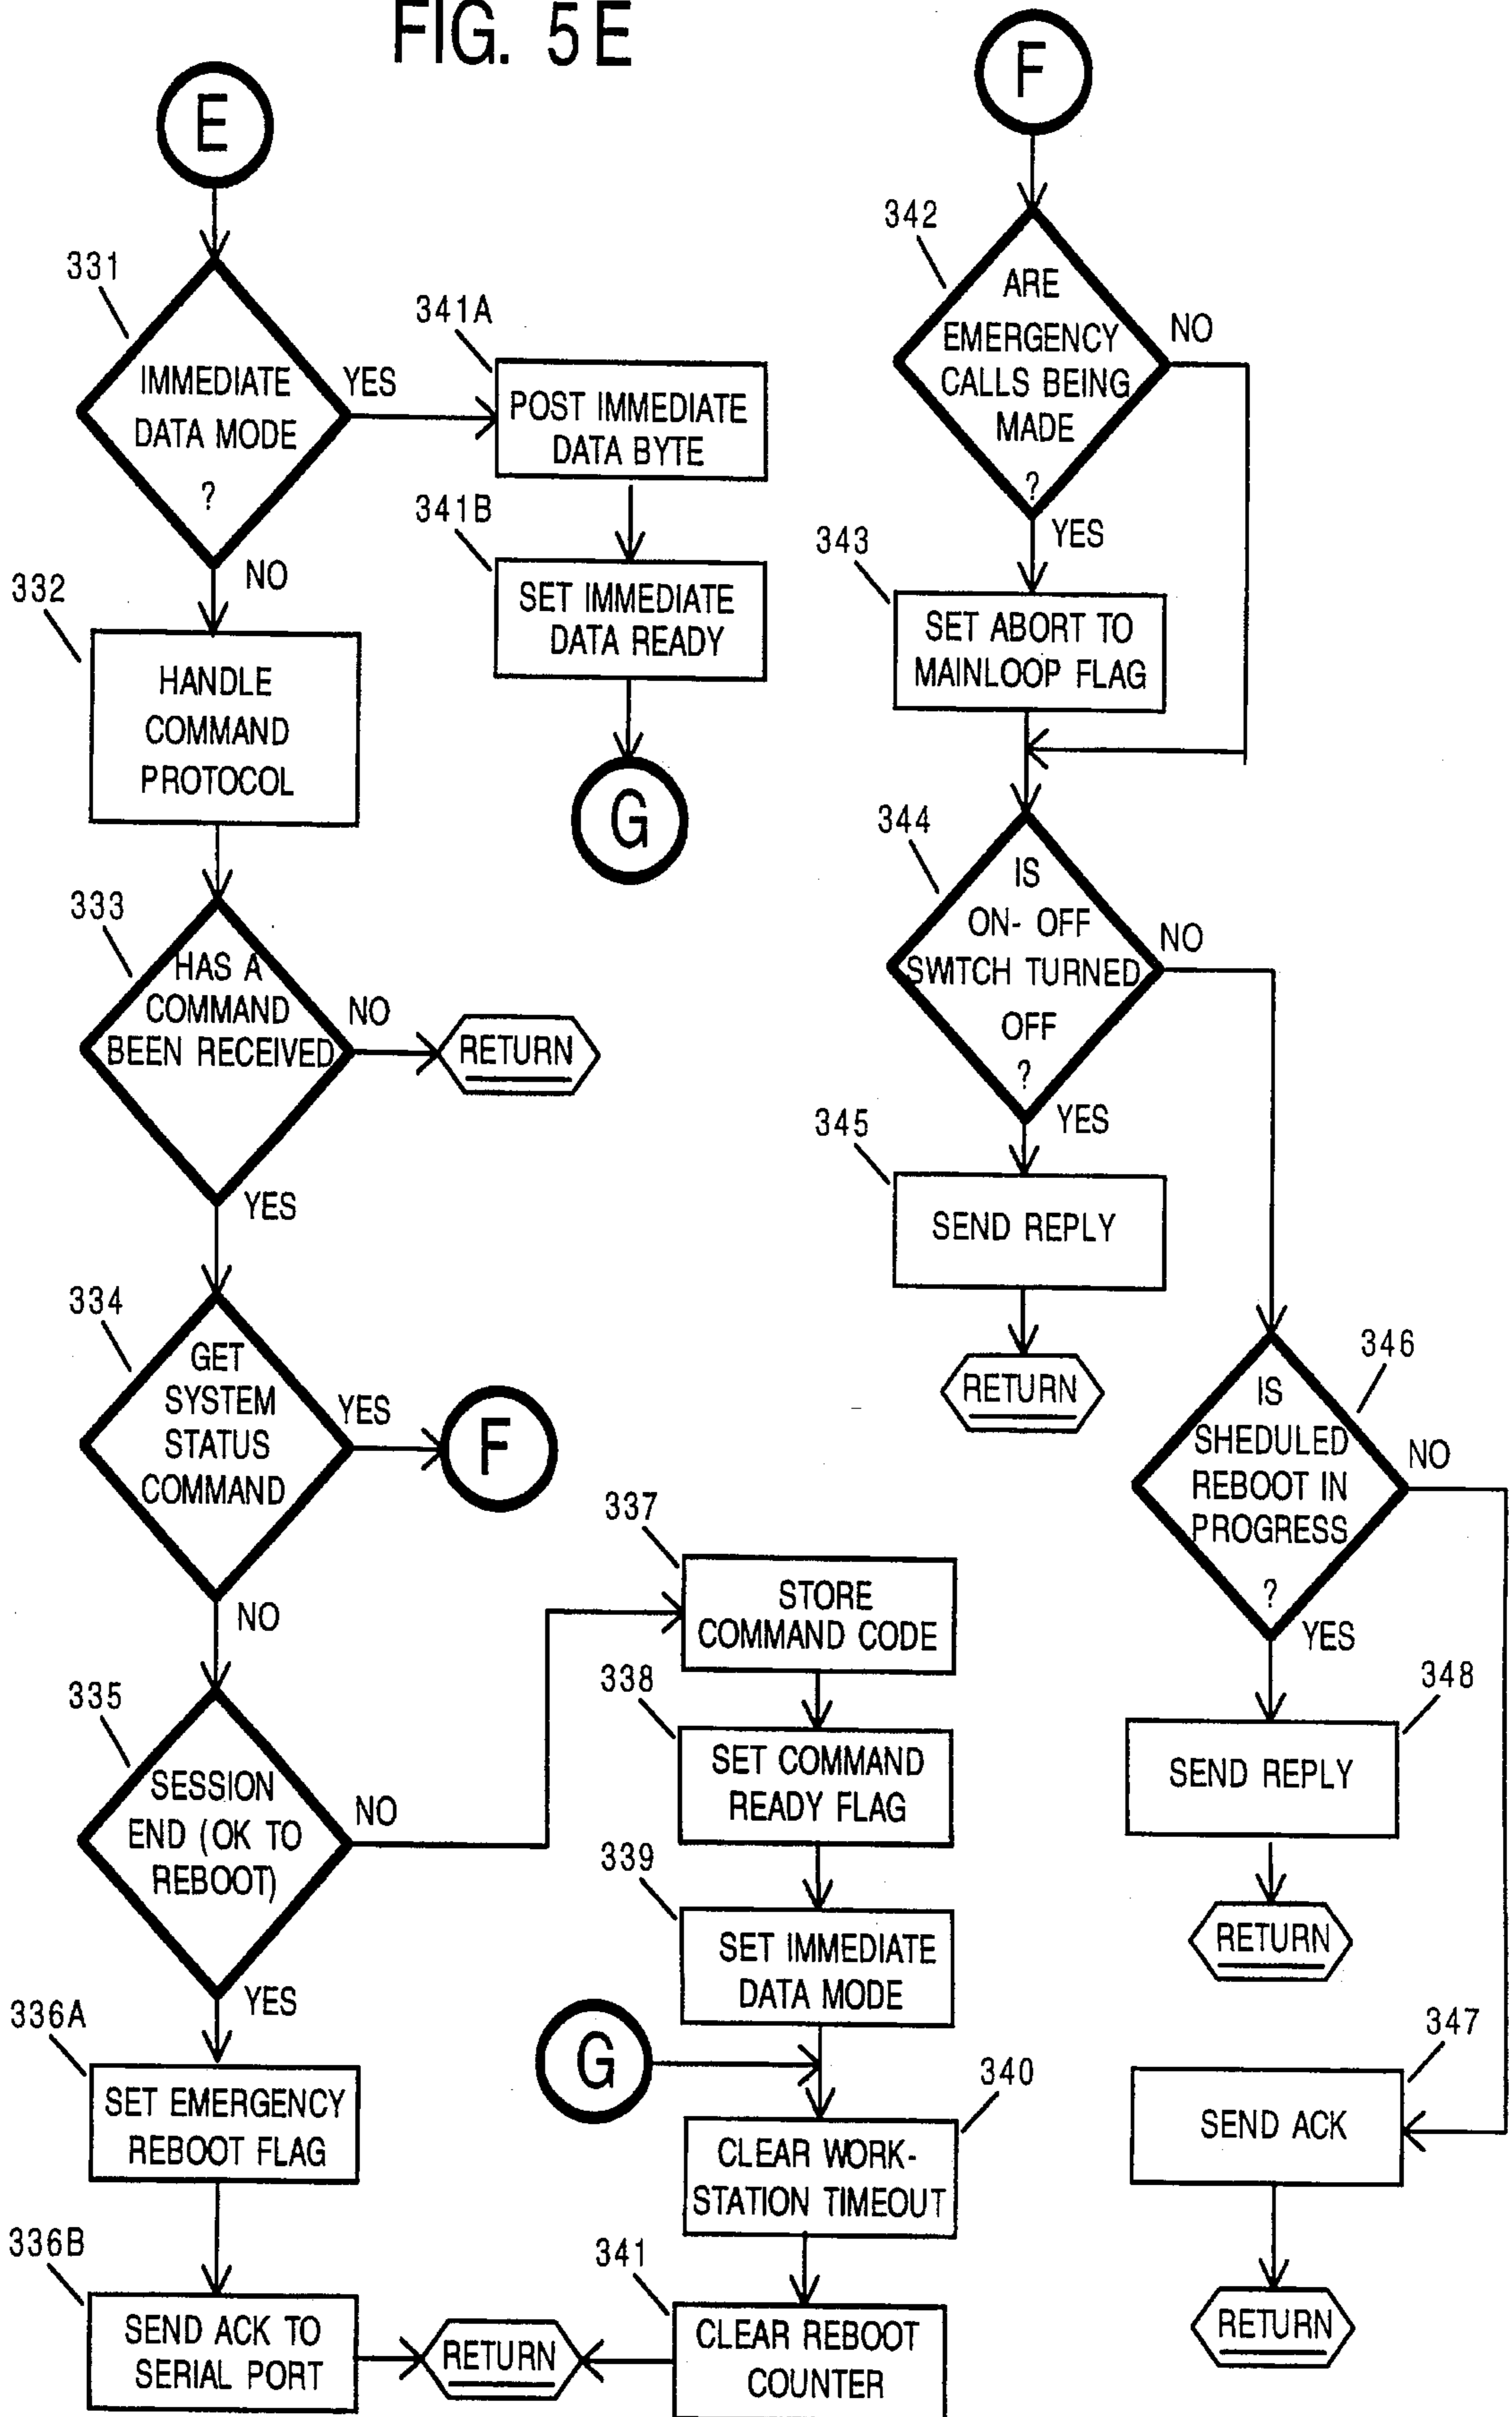 FIG. 5E
E
331
IMMEDIATE
DATA MODE
?
YES
NO
341A
POST IMMEDIATE
DATA BYTE
341B
SET IMMEDIATE
DATA READY
G
332
HANDLE
COMMAND
PROTOCOL
333
HAS A
COMMAND
BEEN RECEIVED
NO
RETURN
YES
334
GET
SYSTEM
STATUS
COMMAND
YES
F
NO
335
SESSION
END (OK TO
REBOOT)
NO
YES
336A
SET EMERGENCY
REBOOT FLAG
336B
SEND ACK TO
SERIAL PORT
RETURN
337
STORE
COMMAND CODE
338
SET COMMAND
READY FLAG
339
SET IMMEDIATE
DATA MODE
G
340
CLEAR WORK-
STATION TIMEOUT
341
CLEAR REBOOT
COUNTER
F
342
ARE
EMERGENCY
CALLS BEING
MADE
?
NO
YES
343
SET ABORT TO
MAINLOOP FLAG
344
IS
ON- OFF
SWITCH TURNED
OFF
?
NO
YES
345
SEND REPLY
RETURN
346
IS
SHEDULED
REBOOT IN
PROGRESS
?
NO
YES
348
SEND REPLY
RETURN
347
SEND ACK
RETURN